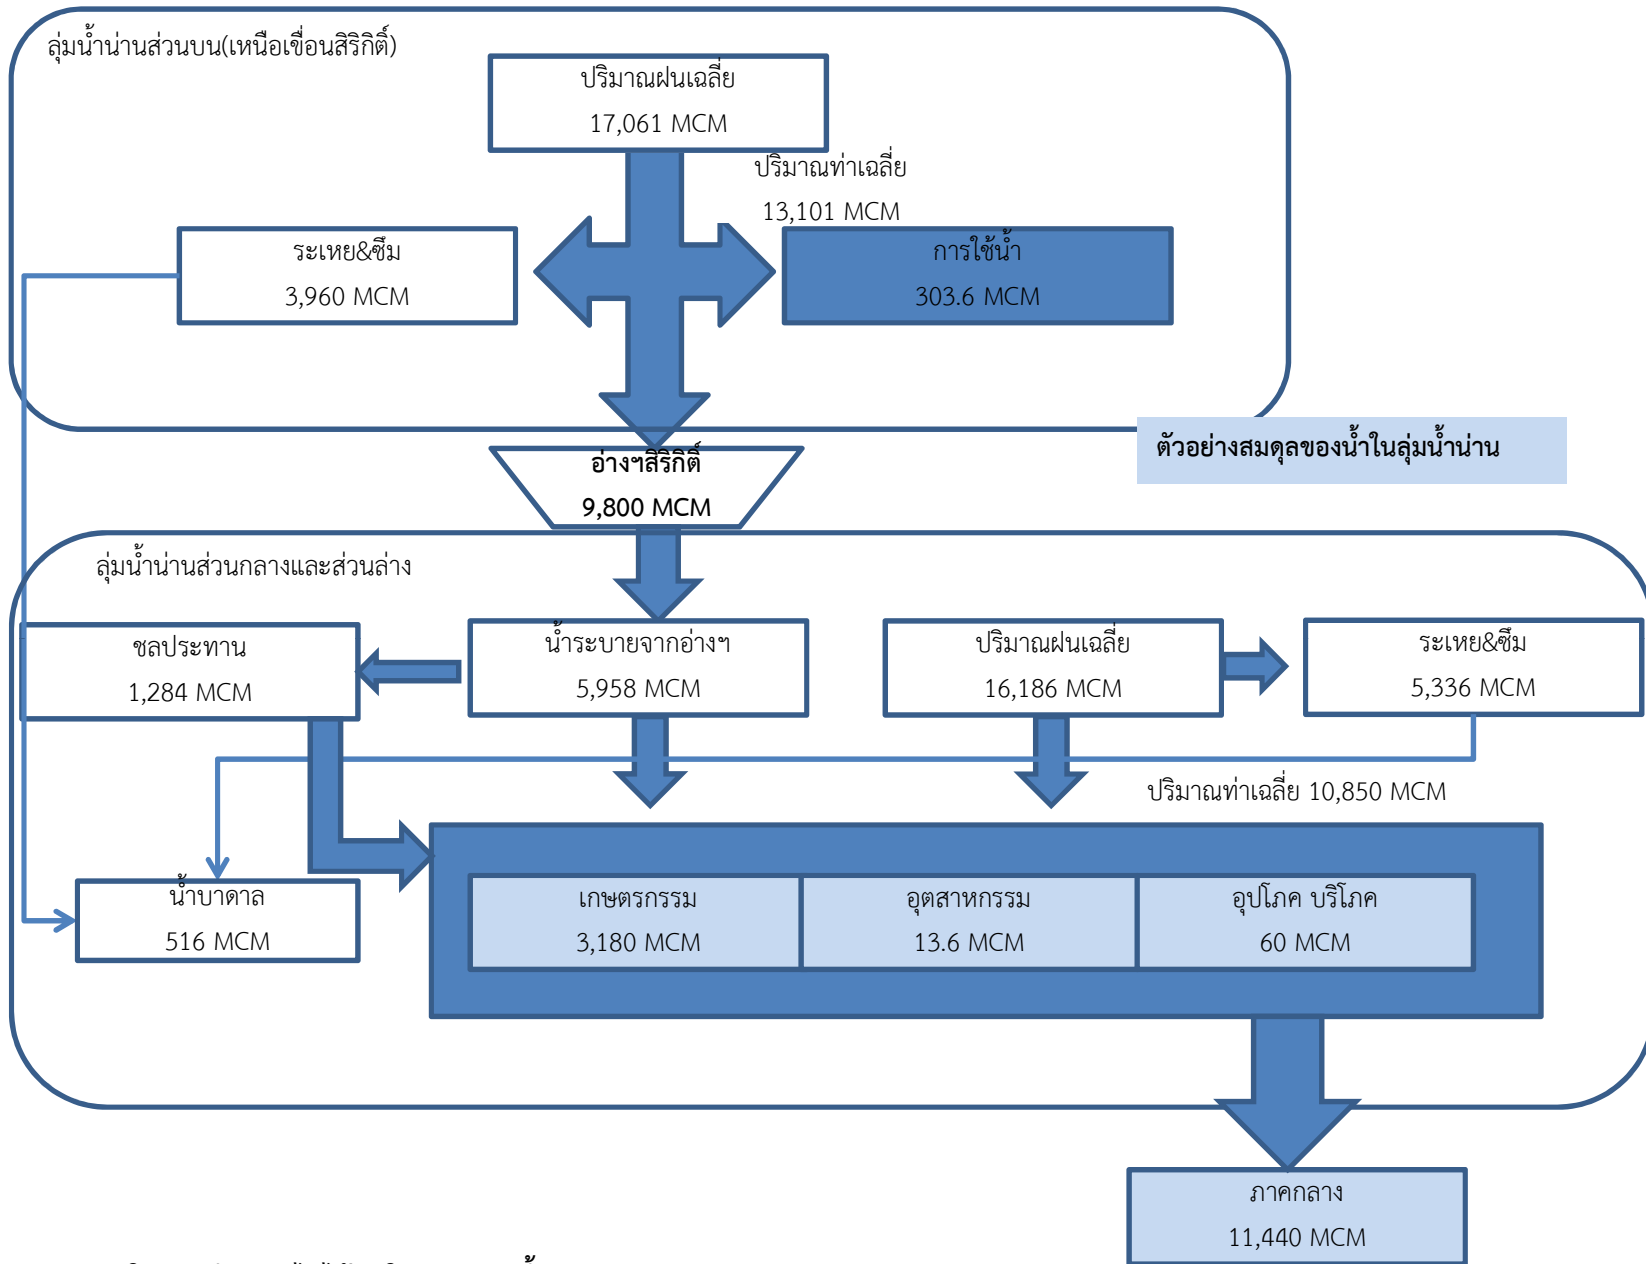 ลุ่มน้ำน่านส่วนบน(เหนือเขื่อนสิริกิติ์)
ปริมาณฝนเฉลี่ย
17,061 MCM
ปริมาณท่าเฉลี่ย
13,101 MCM
ระเหย&ซึม
3,960 MCM
การใช้น้ำ
303.6 MCM
ตัวอย่างสมดุลของน้ำในลุ่มน้ำน่าน
อ่างฯสิริกิติ์
9,800 MCM
ลุ่มน้ำน่านส่วนกลางและส่วนล่าง
ชลประทาน
1,284 MCM
น้ำระบายจากอ่างฯ
5,958 MCM
ปริมาณฝนเฉลี่ย
16,186 MCM
ระเหย&ซึม
5,336 MCM
ปริมาณท่าเฉลี่ย 10,850 MCM
น้ำบาดาล
516 MCM
เกษตรกรรม
3,180 MCM
อุตสาหกรรม
13.6 MCM
อุปโภค บริโภค
60 MCM
ภาคกลาง
11,440 MCM